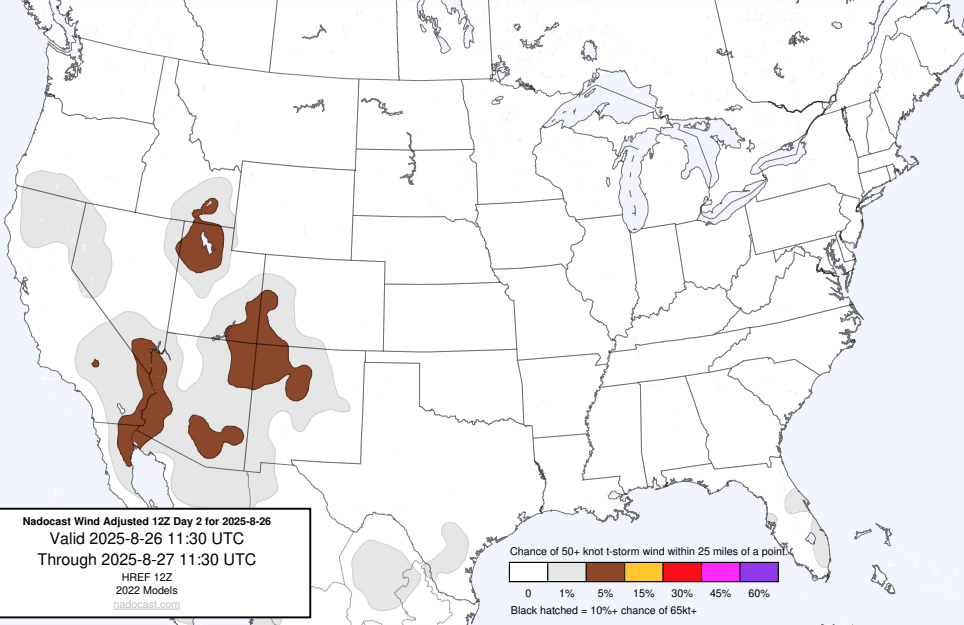 Nadocast Wind Adjusted 12Z Day 2 for 2025-8-26
Valid 2025-8-26 11:30 UTC
Through 2025-8-27 11:30 UTC
HREF 12Z
2022 Models
nadocast.com
Chance of 50+ knot t-storm wind within 25 miles of a point.
0 1% 5% 15% 30% 45% 60%
Black hatched = 10%+ chance of 65kt+